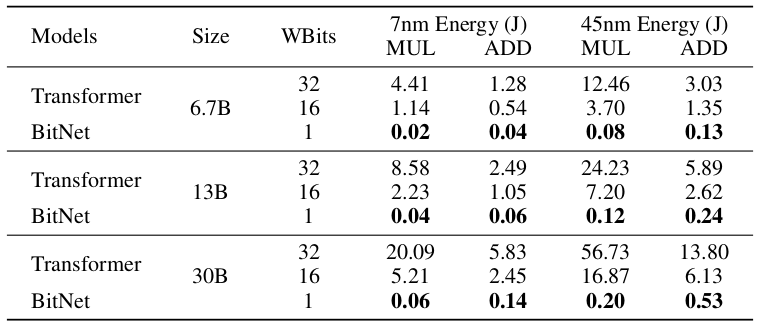 Models Size WBits 7nm Energy (J) 45nm Energy (J)
MUL ADD MUL ADD
Transformer 6.7B 32 4.41 1.28 12.46 3.03
16 1.14 0.54 3.70 1.35
BitNet 1 0.02 0.04 0.08 0.13
Transformer 13B 32 8.58 2.49 24.23 5.89
16 2.23 1.05 7.20 2.62
BitNet 1 0.04 0.06 0.12 0.24
Transformer 30B 32 20.09 5.83 56.73 13.80
16 5.21 2.45 16.87 6.13
BitNet 1 0.06 0.14 0.20 0.53